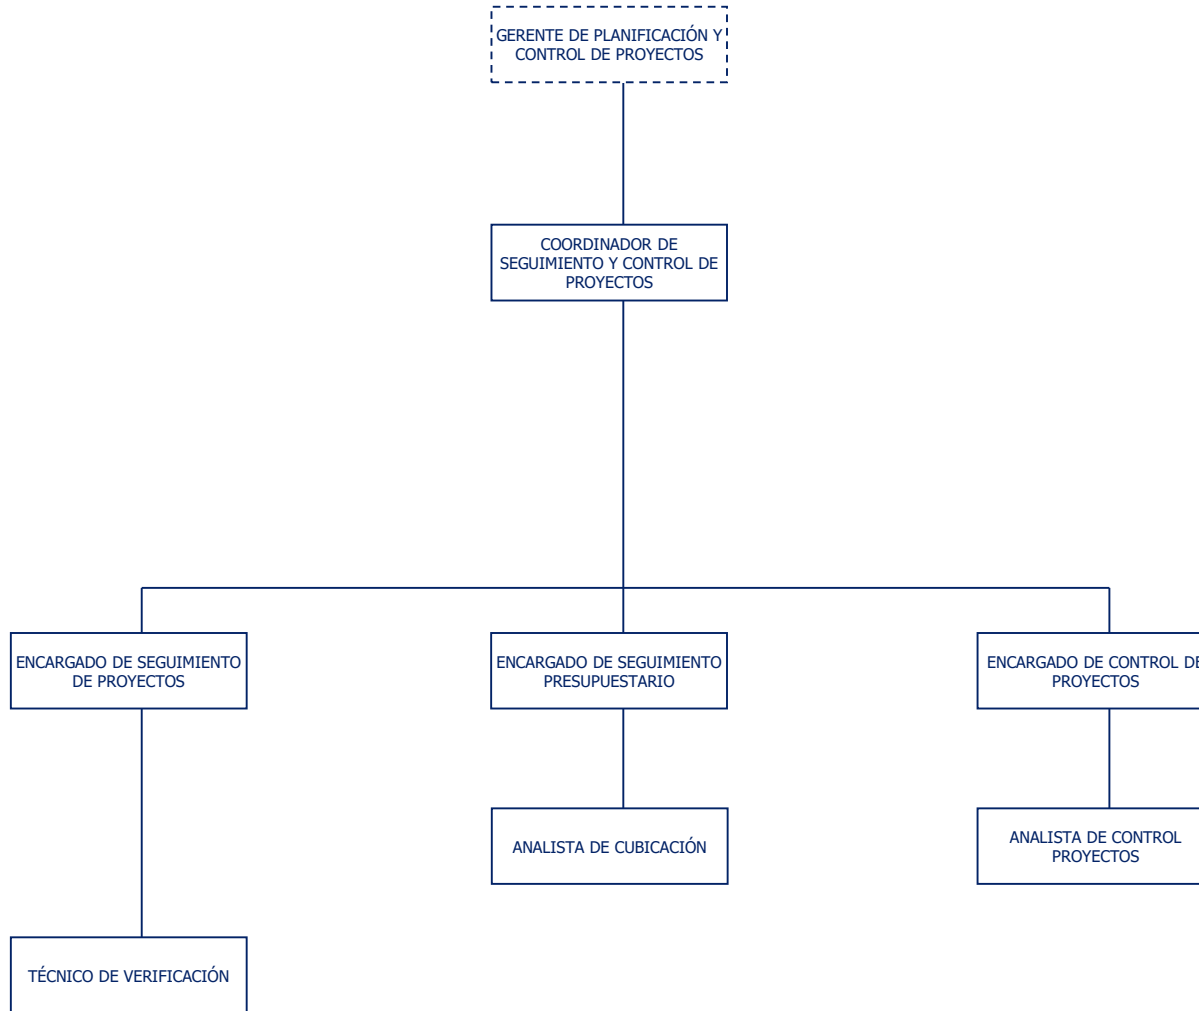 GERENTE DE PLANIFICACIÓN Y
CONTROL DE PROYECTOS
COORDINADOR DE
SEGUIMIENTO Y CONTROL DE
PROYECTOS
ENCARGADO DE SEGUIMIENTO
DE PROYECTOS
ENCARGADO DE SEGUIMIENTO
PRESUPUESTARIO
ENCARGADO DE CONTROL DE
PROYECTOS
ANALISTA DE CUBICACIÓN
ANALISTA DE CONTROL
PROYECTOS
TÉCNICO DE VERIFICACIÓN